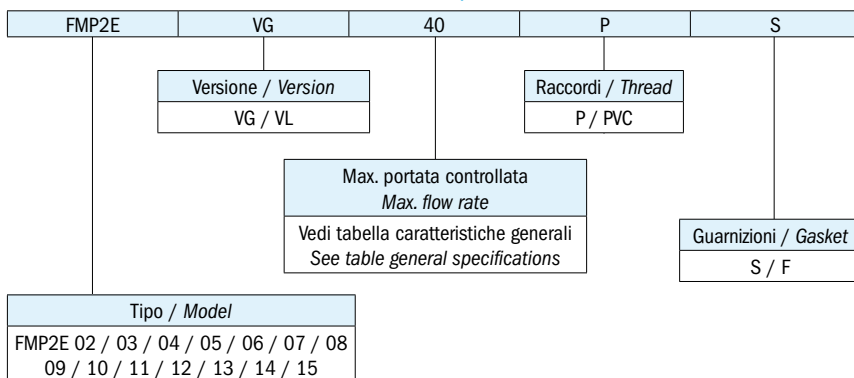 FMP2E VG 40 P S
Versione / Version
VG / VL
Raccordi / Thread
P / PVC
Max. portata controllata
Max. flow rate
Vedi tabella caratteristiche generali
See table general specifications
Guarnizioni / Gasket
S / F
Tipo / Model
FMP2E 02 / 03 / 04 / 05 / 06 / 07 / 08
09 / 10 / 11 / 12 / 13 / 14 / 15